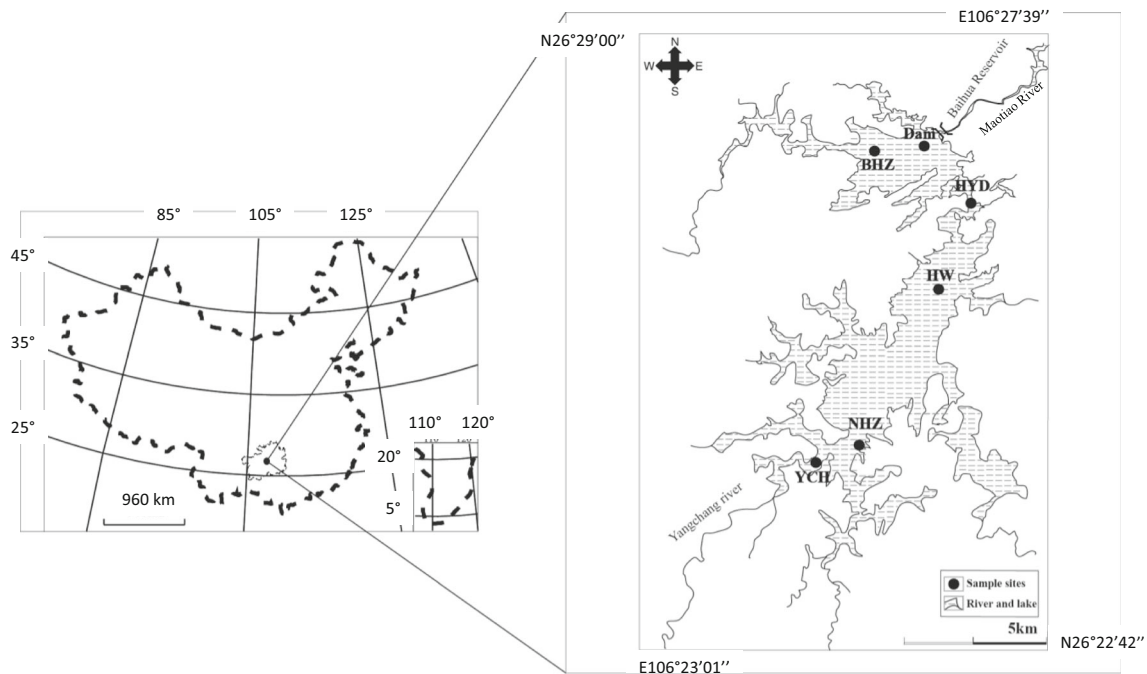 E106°27'39''
N26°29'00''
N
W E
S
Baihua Reservoir
Maotiao River
Dam
BHZ
HYD
HW
NHZ
YCH
Yangchang river
Sample sites
River and lake
5km
N26°22'42''
E106°23'01''
85° 105° 125°
45°
35°
25°
110° 120°
20°
5°
960 km